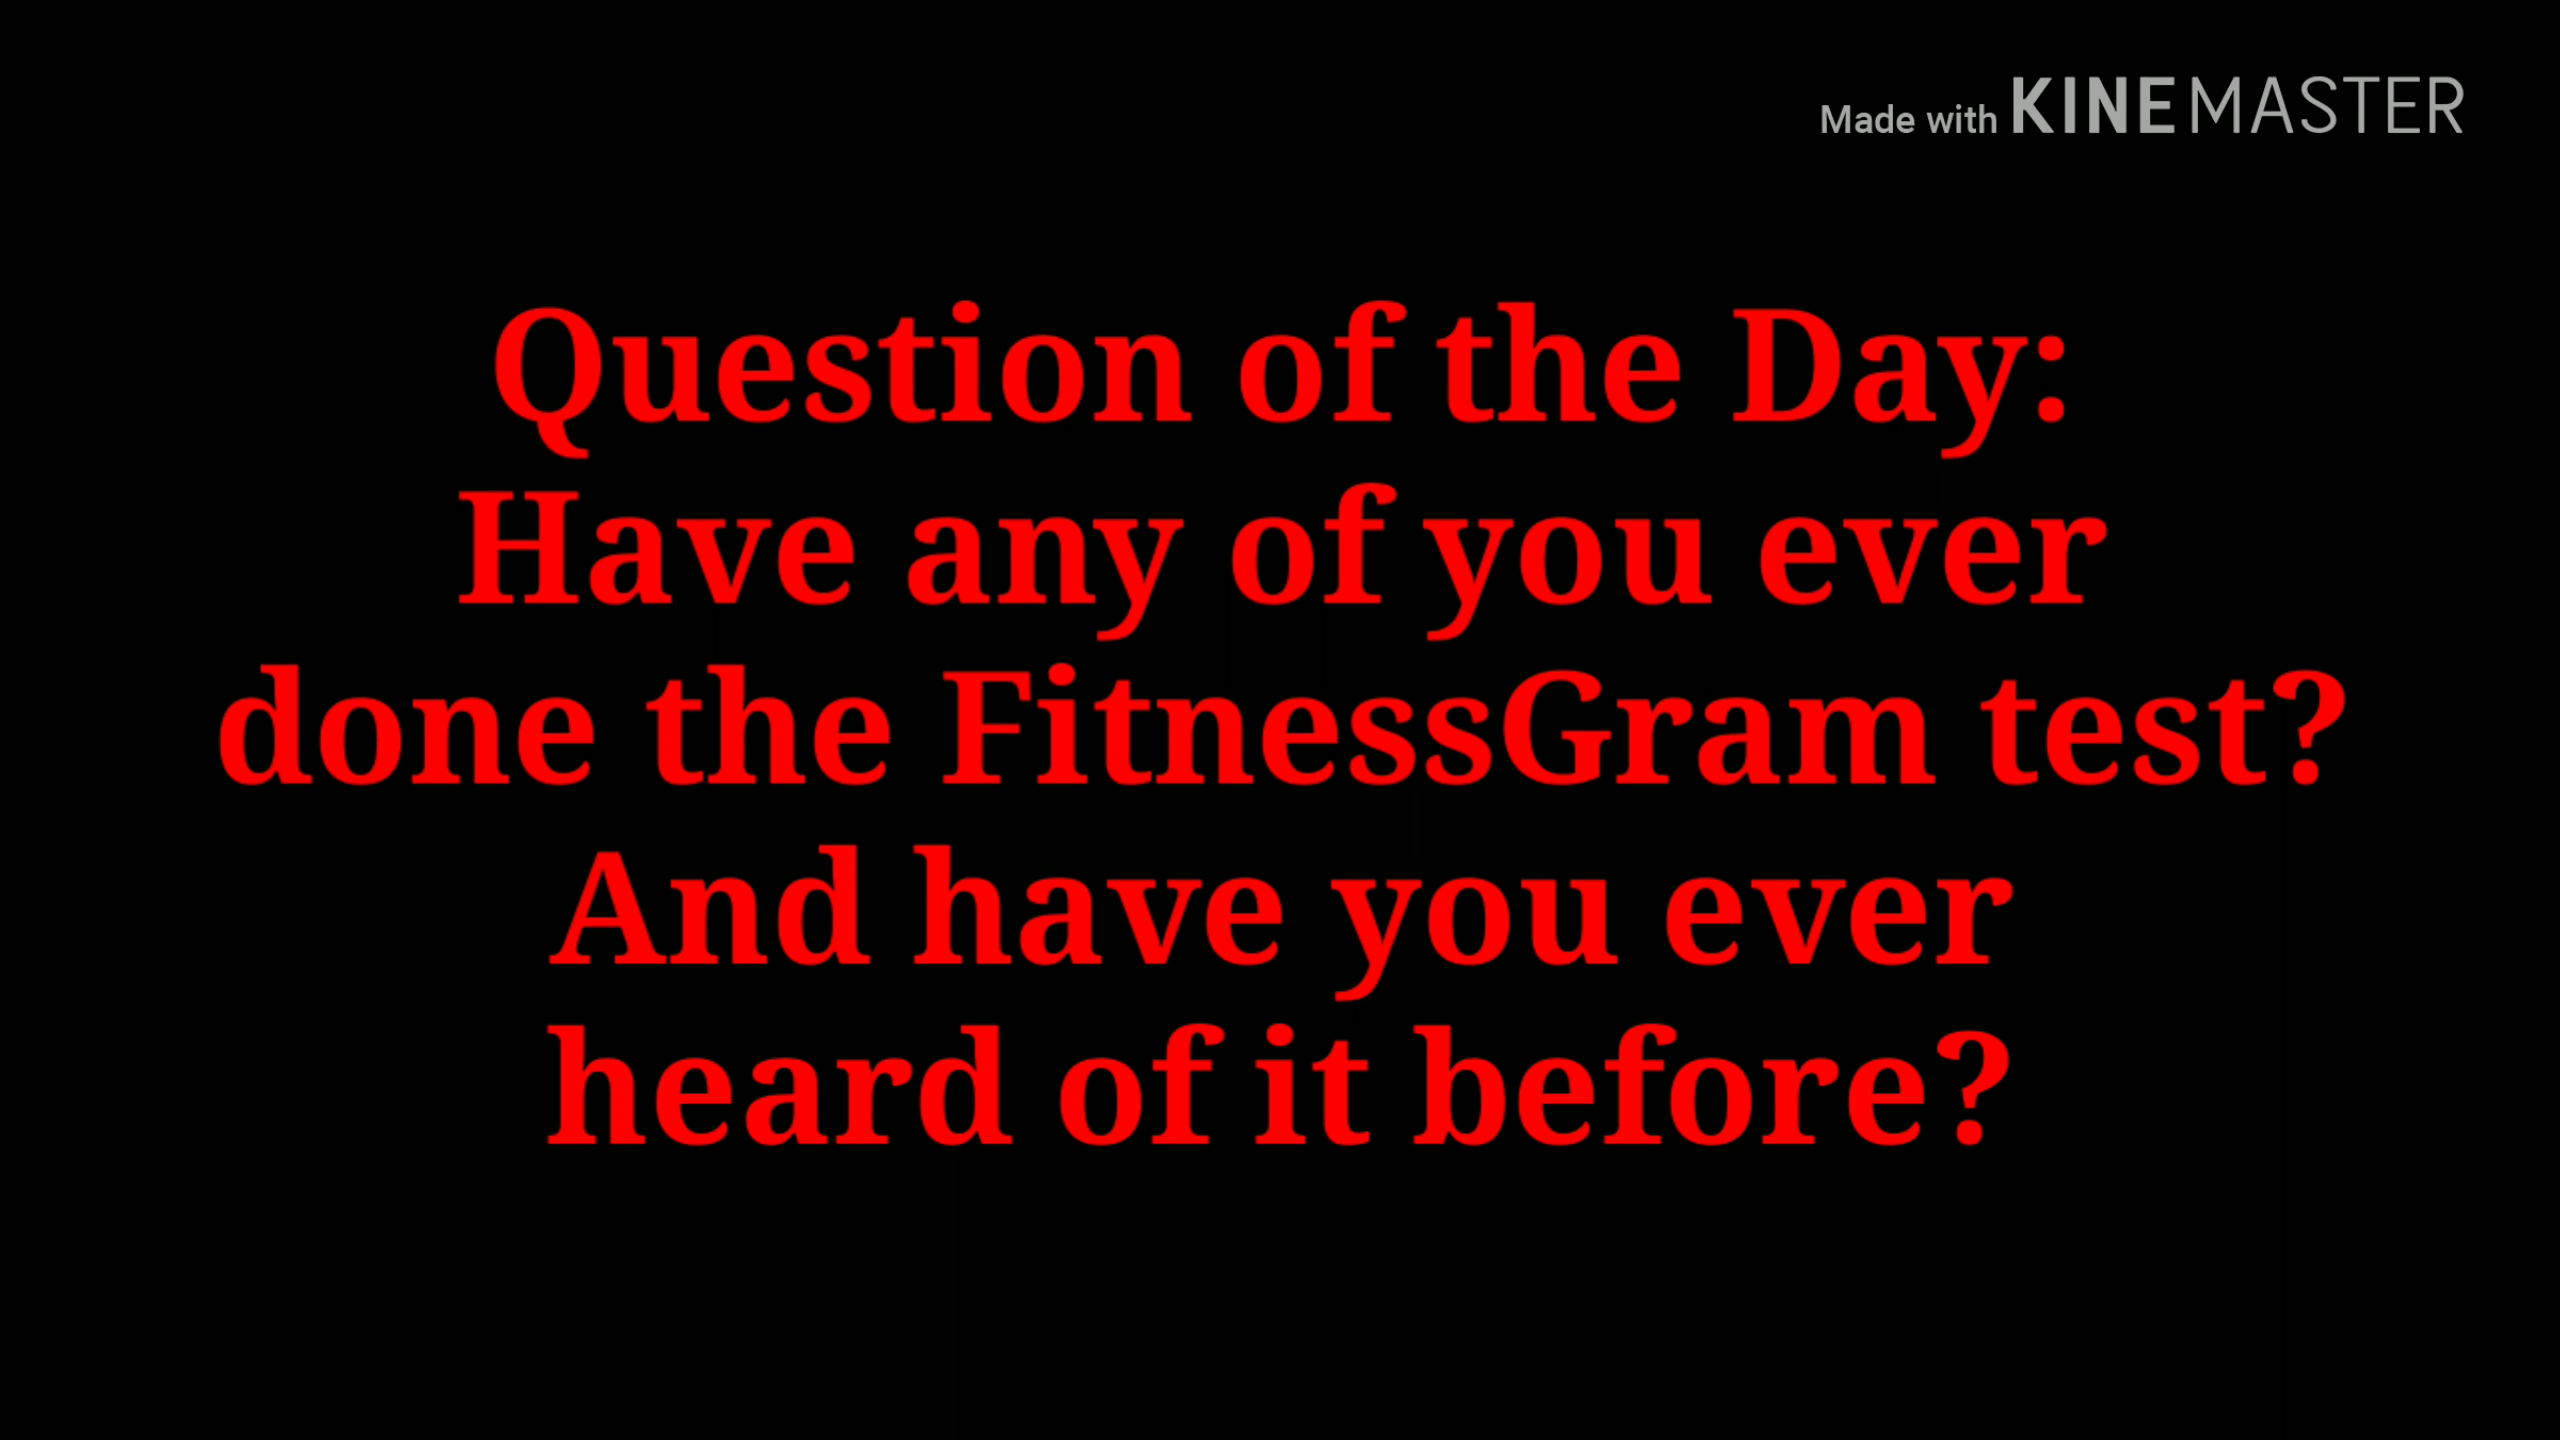 Made with KINEMASTER
Question of the Day:
Have any of you ever
done the FitnessGram test?
And have you ever
heard of it before?